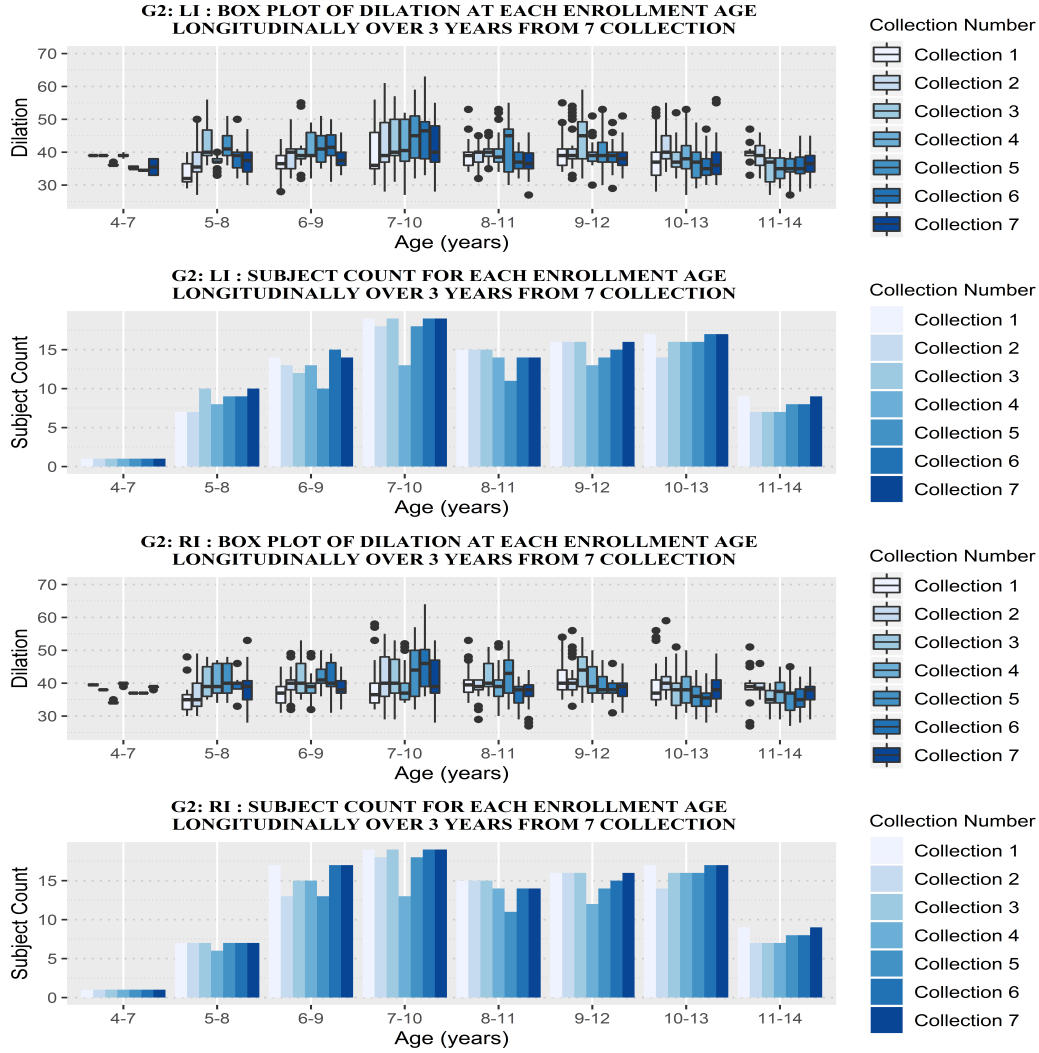 G2: LI : BOX PLOT OF DILATION AT EACH ENROLLMENT AGE
LONGITUDINALLY OVER 3 YEARS FROM 7 COLLECTION
Dilation
70
60
50
40
30
4-7 5-8 6-9 7-10 8-11 9-12 10-13 11-14
Age (years)
Collection Number
Collection 1
Collection 2
Collection 3
Collection 4
Collection 5
Collection 6
Collection 7
G2: LI : SUBJECT COUNT FOR EACH ENROLLMENT AGE
LONGITUDINALLY OVER 3 YEARS FROM 7 COLLECTION
Subject Count
15
10
5
0
4-7 5-8 6-9 7-10 8-11 9-12 10-13 11-14
Age (years)
Collection Number
Collection 1
Collection 2
Collection 3
Collection 4
Collection 5
Collection 6
Collection 7
G2: RI : BOX PLOT OF DILATION AT EACH ENROLLMENT AGE
LONGITUDINALLY OVER 3 YEARS FROM 7 COLLECTION
Dilation
70
60
50
40
30
4-7 5-8 6-9 7-10 8-11 9-12 10-13 11-14
Age (years)
Collection Number
Collection 1
Collection 2
Collection 3
Collection 4
Collection 5
Collection 6
Collection 7
G2: RI : SUBJECT COUNT FOR EACH ENROLLMENT AGE
LONGITUDINALLY OVER 3 YEARS FROM 7 COLLECTION
Subject Count
15
10
5
0
4-7 5-8 6-9 7-10 8-11 9-12 10-13 11-14
Age (years)
Collection Number
Collection 1
Collection 2
Collection 3
Collection 4
Collection 5
Collection 6
Collection 7